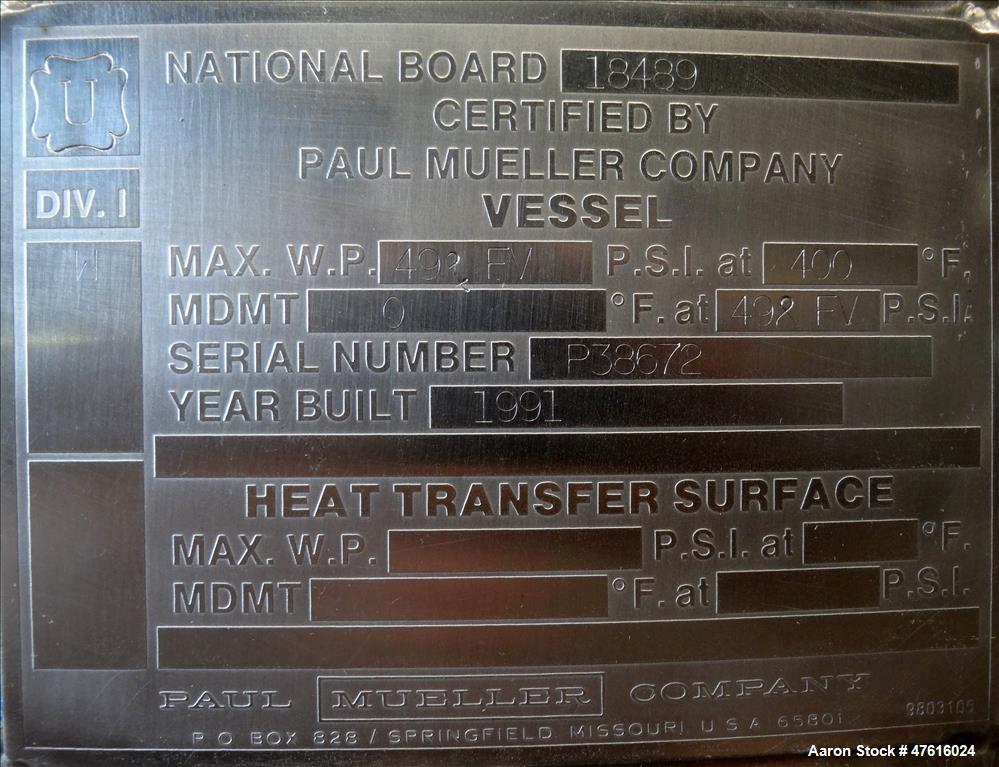 U
NATIONAL BOARD 18489
CERTIFIED BY
PAUL MUELLER COMPANY
DIV. I
VESSEL
W
MAX. W.P. FV P.S.I. at 400 °F.
MDMT 0 °F. at FV P.S.I.
SERIAL NUMBER P38672
YEAR BUILT 1991
HEAT TRANSFER SURFACE
MAX. W.P. P.S.I. at °F.
MDMT °F. at P.S.I.
PAUL MUELLER COMPANY
P O BOX 828 / SPRINGFIELD MISSOURI, U S A 65801
9803105
Aaron Stock # 47616024